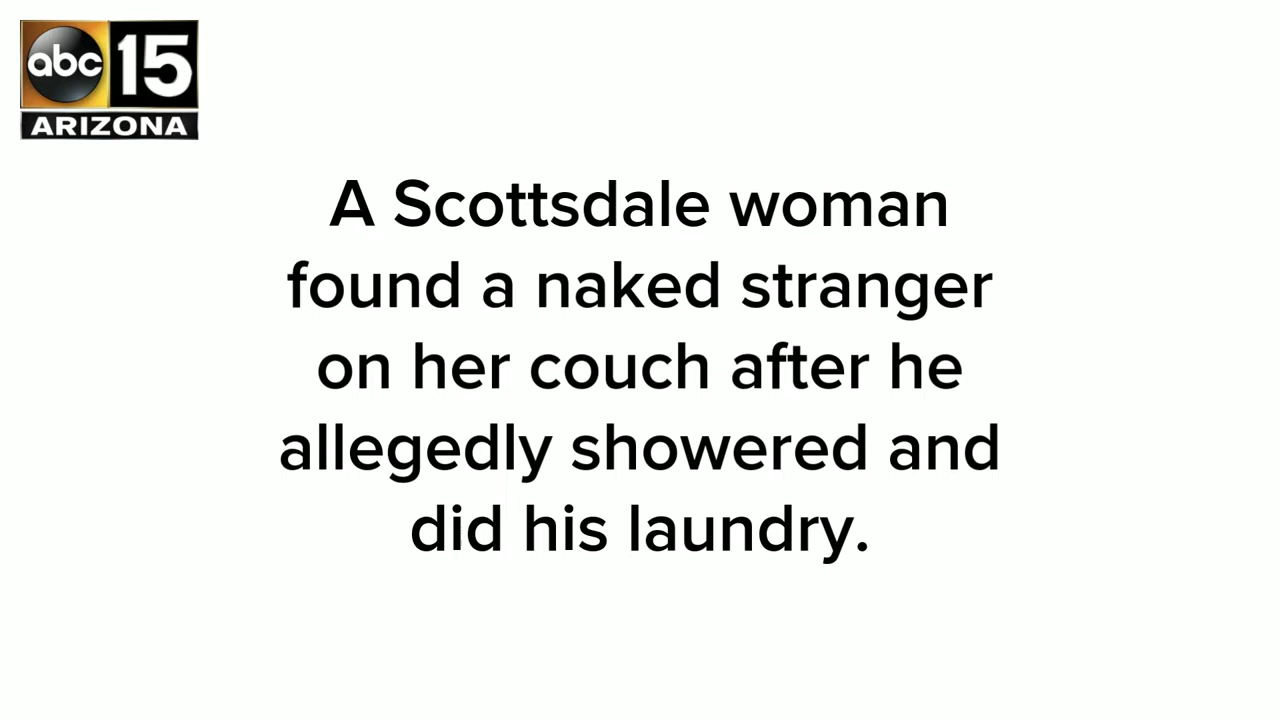 abc 15
ARIZONA
A Scottsdale woman
found a naked stranger
on her couch after he
allegedly showered and
did his laundry.